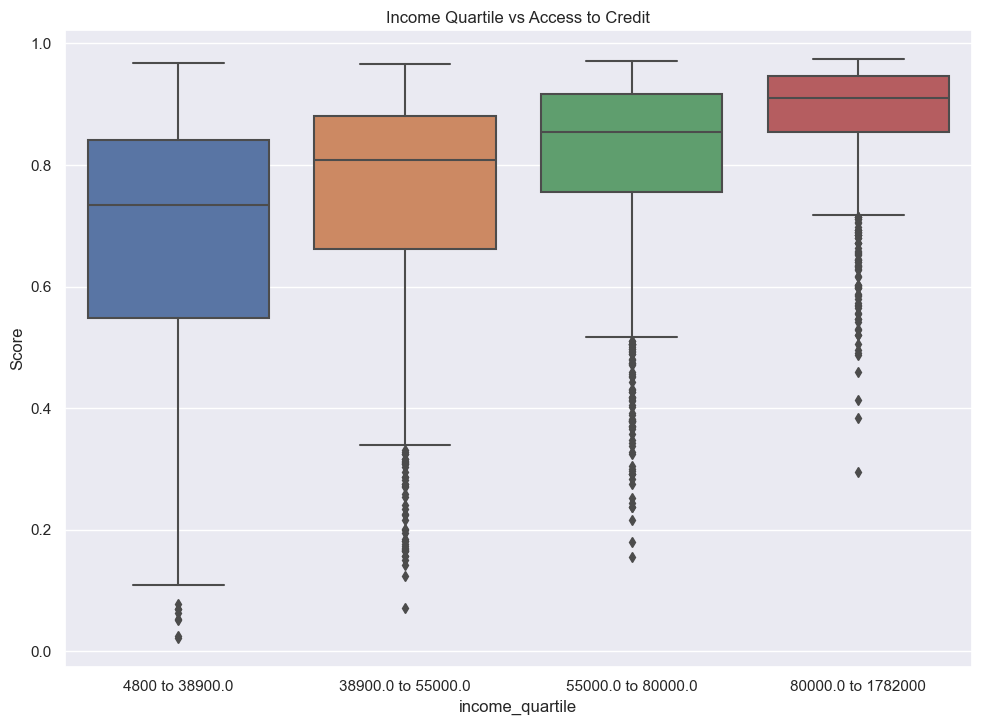 Income Quartile vs Access to Credit
1.0
0.8
0.6
0.4
0.2
0.0
Score
4800 to 38900.0
38900.0 to 55000.0
55000.0 to 80000.0
80000.0 to 1782000
income_quartile